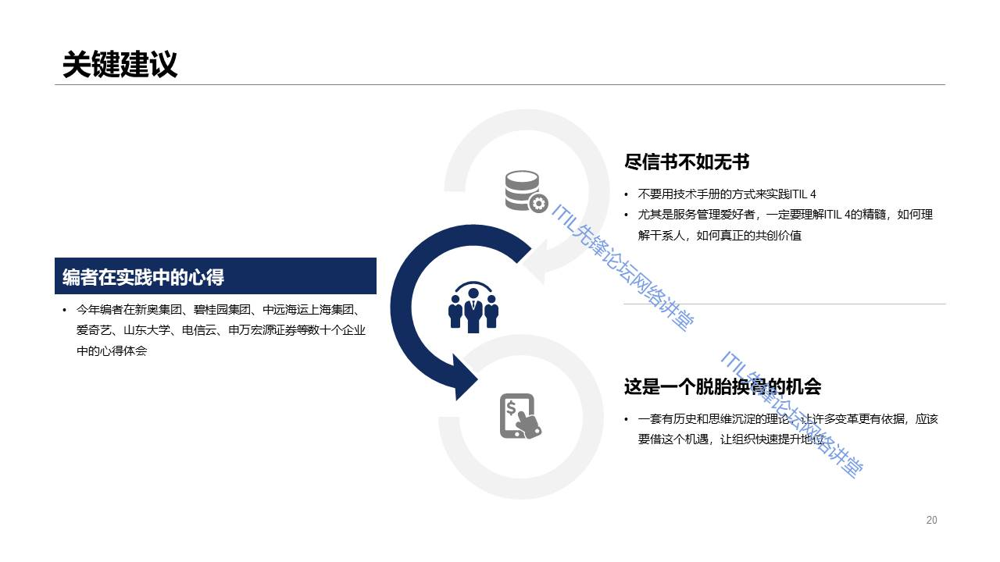 关键建议
尽信书不如无书
• 不要用技术手册的方式来实践ITIL 4
• 尤其是服务管理爱好者，一定要理解ITIL 4的精髓，如何理
解干系人，如何真正的共创价值
编者在实践中的心得
• 今年编者在新奥集团、碧桂园集团、中远海运上海集团、
爱奇艺、山东大学、电信云、申万宏源证券等数十个企业
中的心得体会
这是一个脱胎换骨的机会
• 一套有历史和思维沉淀的理论，让许多变革更有依据，应该
要借这个机遇，让组织快速提升地位
ITIL先锋论坛网络讲堂
ITIL先锋论坛网络讲堂
$
20